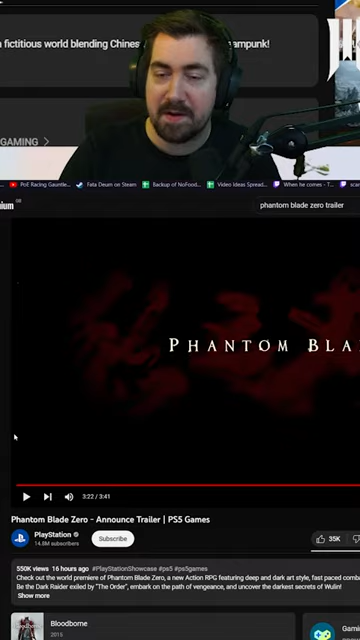 a fictitious world blending Chines
ampunk!
GAMING
PoE Racing Gauntle...
Fata Deum on Steam
Backup of NoFood...
Video Ideas Spread...
When he comes - T...
scar
mium
GB
phantom blade zero trailer
PHANTOM BLA
3:22 / 3:41
Phantom Blade Zero - Announce Trailer | PS5 Games
PlayStation
14.8M subscribers
Subscribe
35K
550K views 16 hours ago #PlayStationShowcase #ps5 #ps5games
Check out the world premiere of Phantom Blade Zero, a new Action RPG featuring deep and dark art style, fast paced comba
Be the Dark Raider exiled by "The Order", embark on the path of vengeance, and uncover the darkest secrets of Wulin!
Show more
Bloodborne
2015
Gami